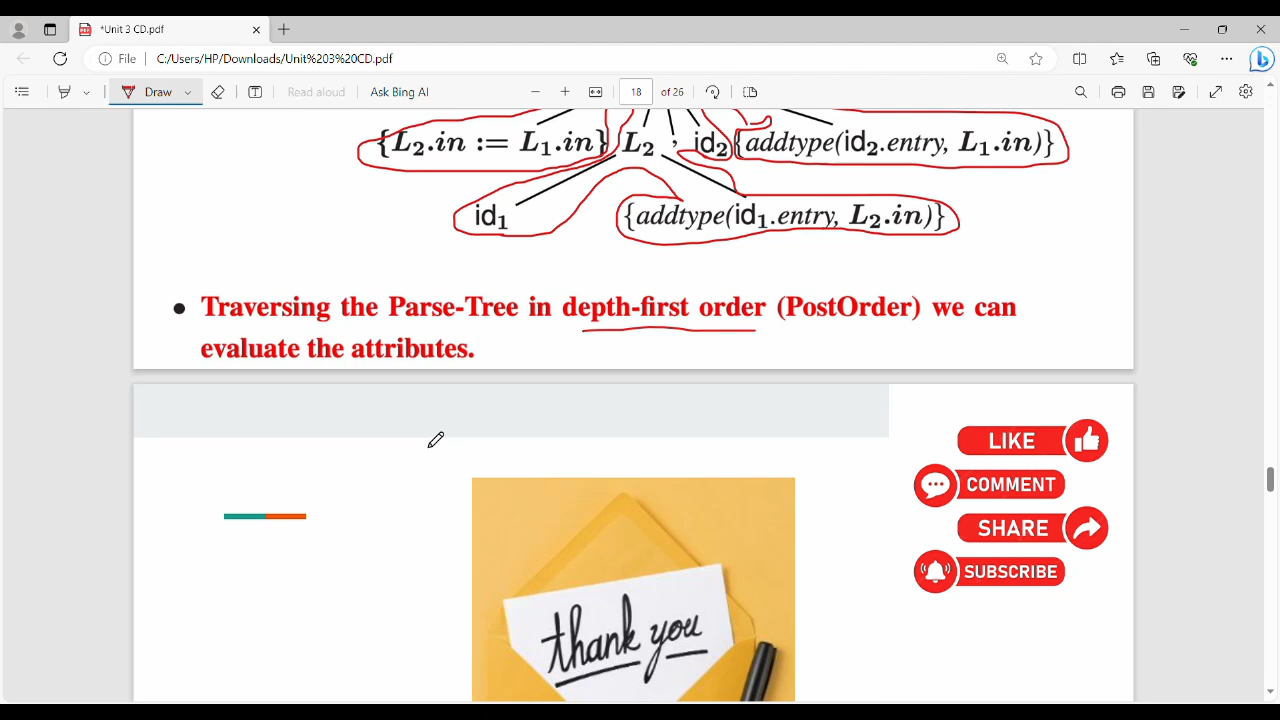 *Unit 3 CD.pdf
File C:/Users/HP/Downloads/Unit%203%20CD.pdf
Draw Read aloud Ask Bing AI 18 of 26
{L₂.in := L₁.in} L₂ , id₂ {addtype(id₂.entry, L₁.in)}
id₁ {addtype(id₁.entry, L₂.in)}
• Traversing the Parse-Tree in depth-first order (PostOrder) we can
evaluate the attributes.
LIKE
COMMENT
SHARE
SUBSCRIBE
thank you